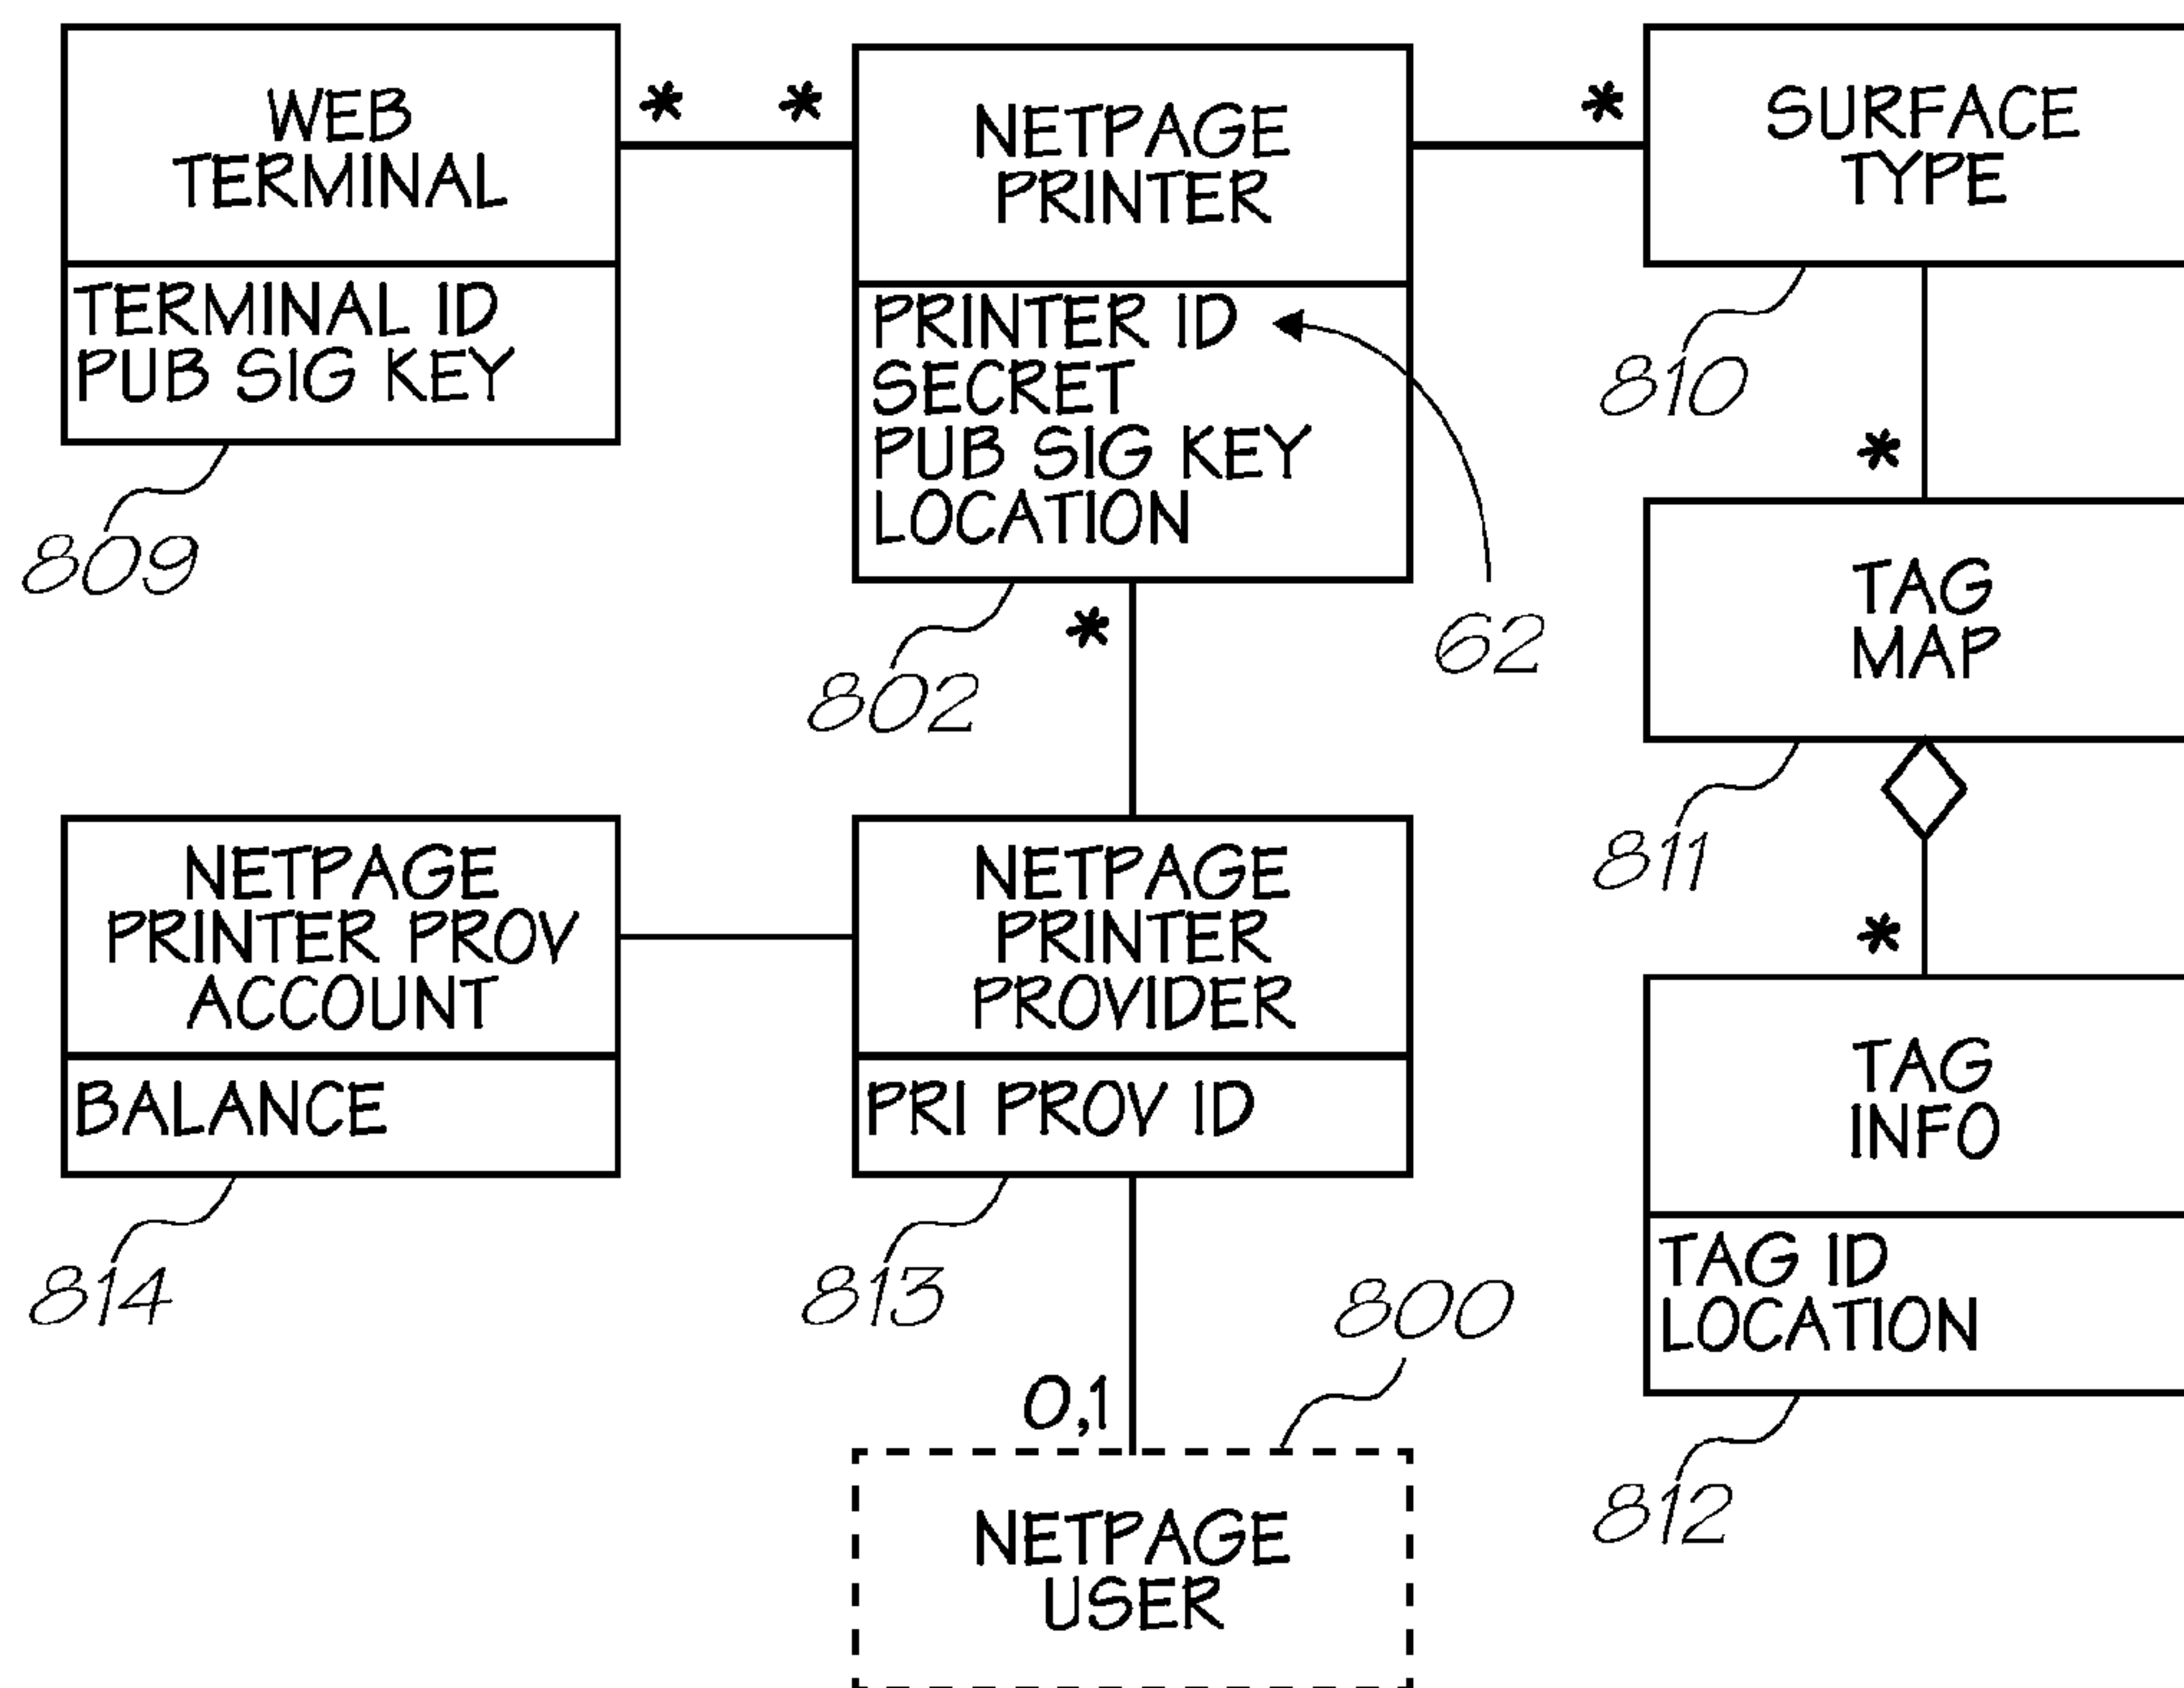 WEB
TERMINAL
TERMINAL ID
PUB SIG KEY
809
*
*
NETPAGE
PRINTER
PRINTER ID
SECRET
PUB SIG KEY
LOCATION
802
62
*
*
SURFACE
TYPE
810
*
TAG
MAP
811
*
TAG
INFO
TAG ID
LOCATION
812
NETPAGE
PRINTER PROV
ACCOUNT
BALANCE
814
NETPAGE
PRINTER
PROVIDER
PRI PROV ID
813
800
0,1
NETPAGE
USER